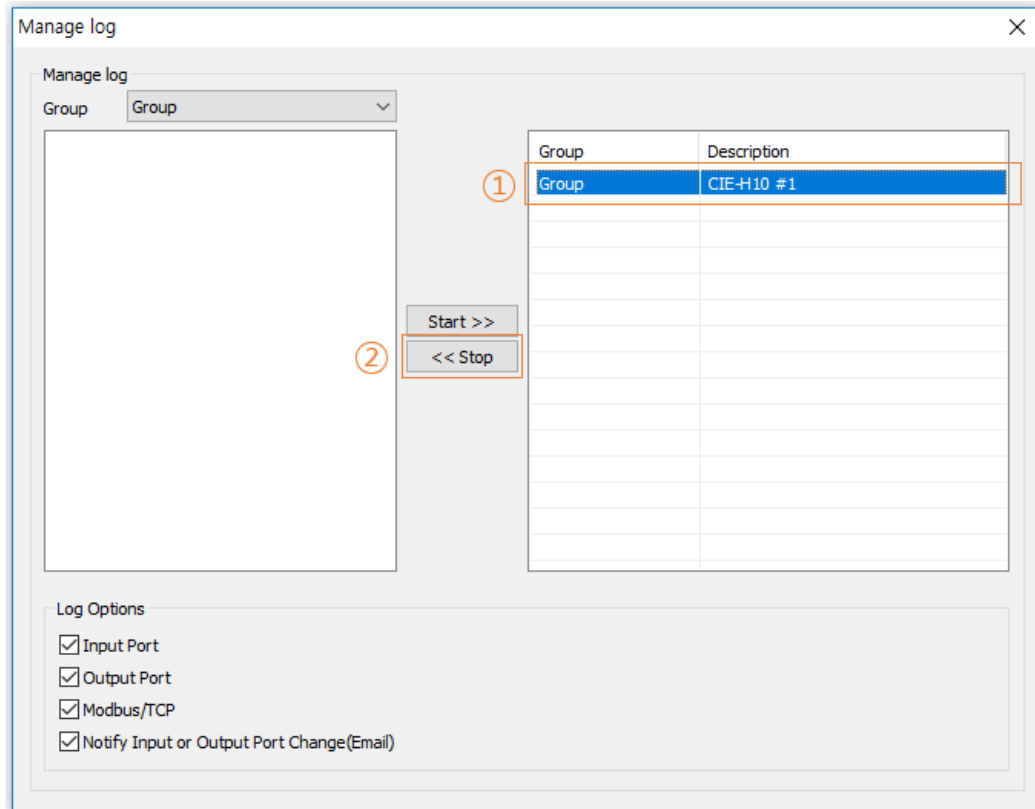 Manage log
Manage log
Group Group
Group Description
① Group CIE-H10 #1
Start >>
② << Stop
Log Options
Input Port
Output Port
Modbus/TCP
Notify Input or Output Port Change(Email)